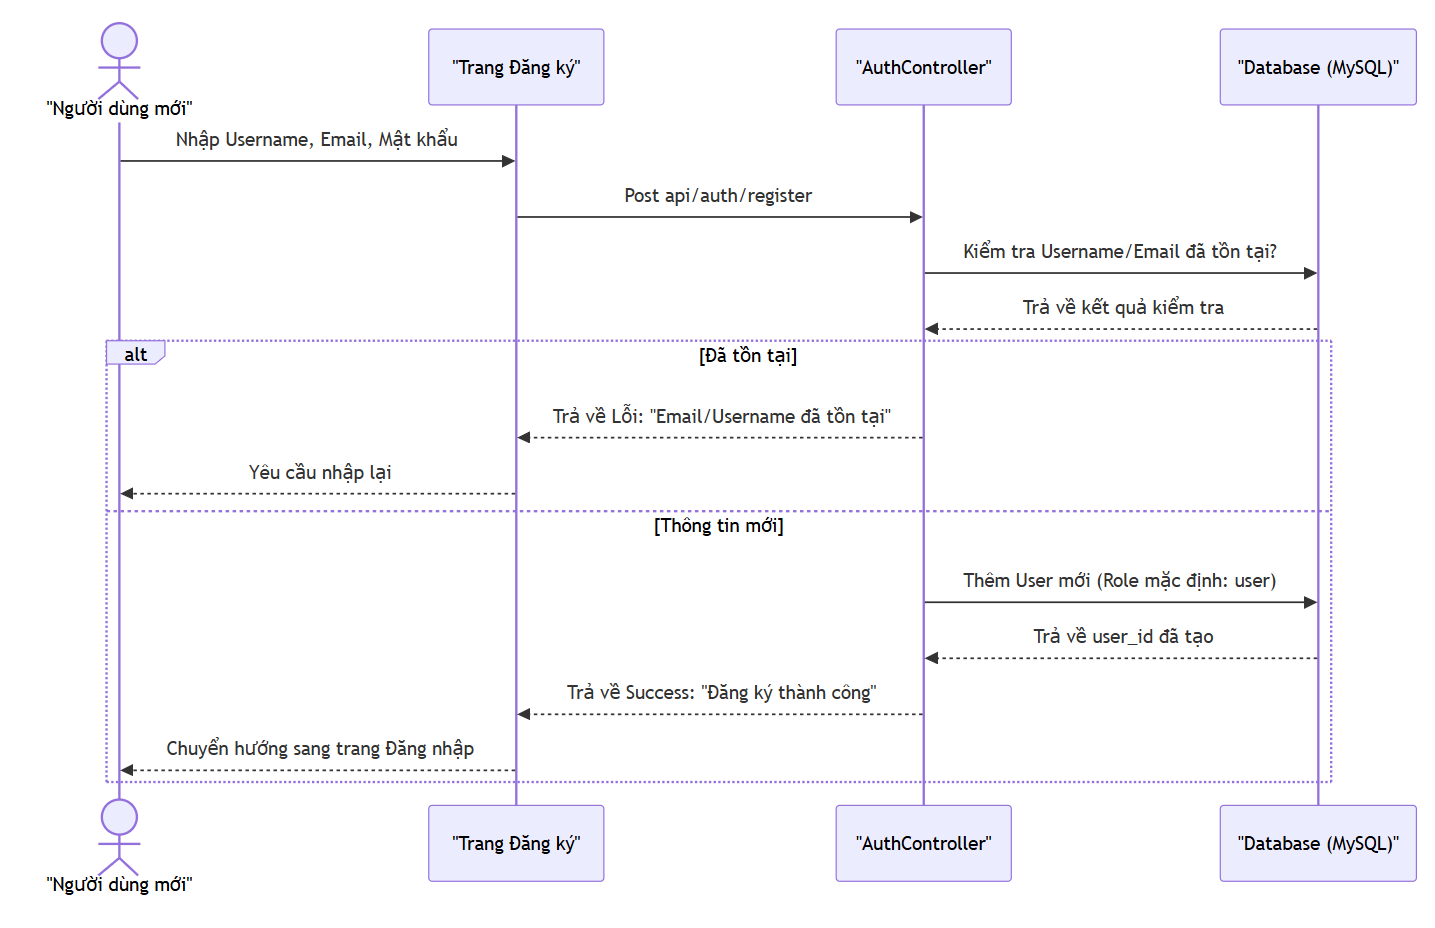 "Người dùng mới"
"Trang Đăng ký"
"AuthController"
"Database (MySQL)"
Nhập Username, Email, Mật khẩu
Post api/auth/register
Kiểm tra Username/Email đã tồn tại?
Trả về kết quả kiểm tra
alt
[Đã tồn tại]
Trả về Lỗi: "Email/Username đã tồn tại"
Yêu cầu nhập lại
[Thông tin mới]
Thêm User mới (Role mặc định: user)
Trả về user_id đã tạo
Trả về Success: "Đăng ký thành công"
Chuyển hướng sang trang Đăng nhập
"Người dùng mới"
"Trang Đăng ký"
"AuthController"
"Database (MySQL)"